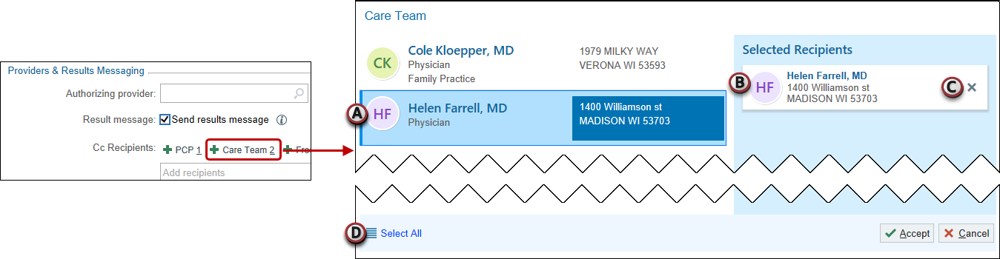 Providers & Results Messaging
Authorizing provider:
Result message: Send results message i
Cc Recipients: PCP 1 Care Team 2 Fro
Add recipients
Care Team
CK
Cole Kloepper, MD
Physician
Family Practice
1979 MILKY WAY
VERONA WI 53593
A
HF
Helen Farrell, MD
Physician
1400 Williamson st
MADISON WI 53703
Selected Recipients
B
HF
Helen Farrell, MD
1400 Williamson st
MADISON WI 53703
C
D
Select All
Accept
Cancel